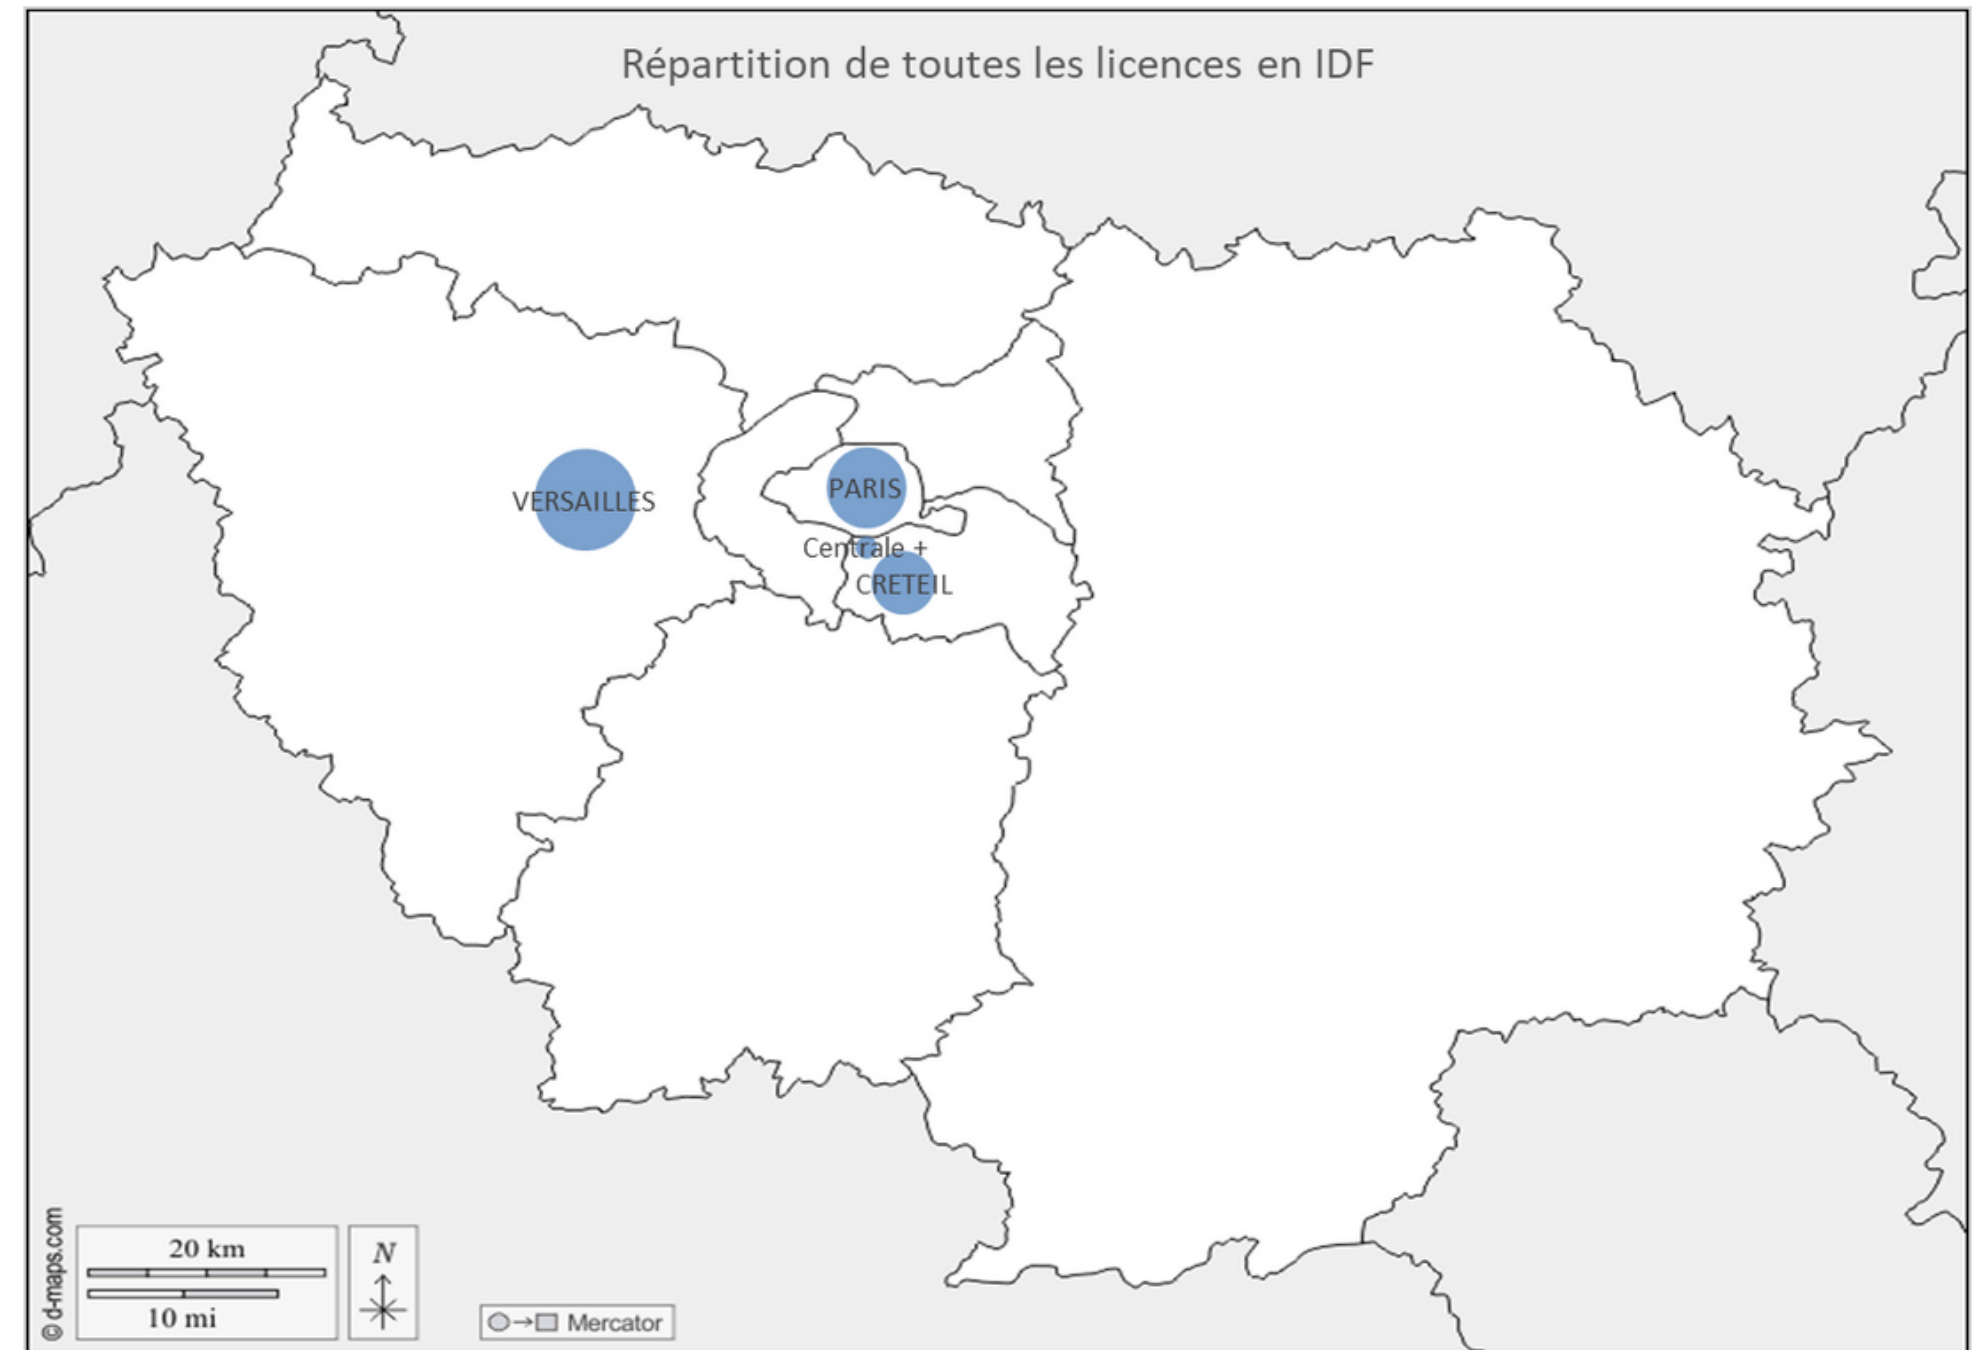 Répartition de toutes les licences en IDF
VERSAILLES
PARIS
Centrale +
CRETEIL
© d-maps.com
20 km
10 mi
N
Mercator